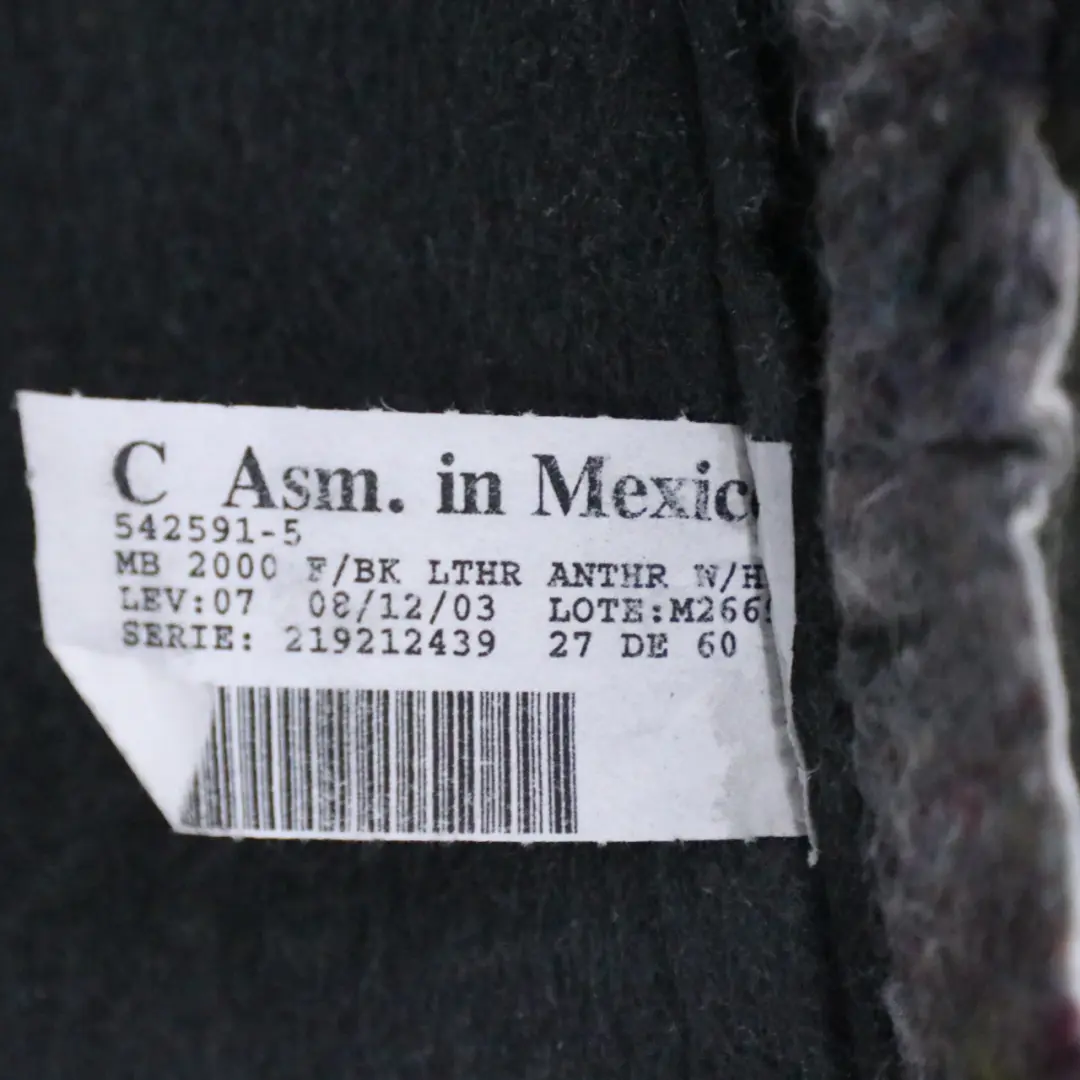 C Asm. in Mexic
542591-5
MB 2000 F/BK LTHR ANTHR W/H
LEV:07 08/12/03 LOTE:M266
SERIE: 219212439 27 DE 60